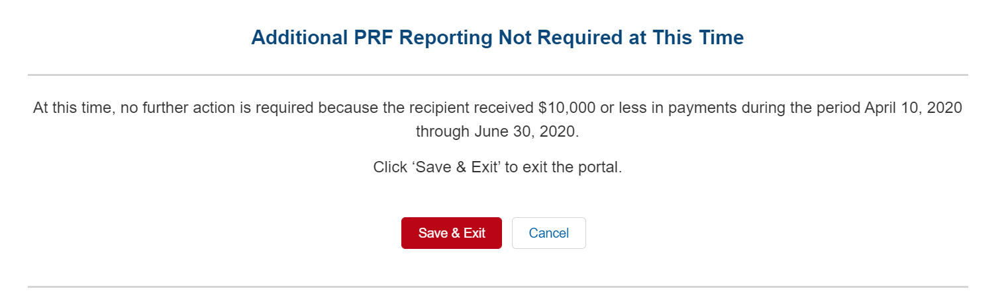 Additional PRF Reporting Not Required at This Time
At this time, no further action is required because the recipient received $10,000 or less in payments during the period April 10, 2020
through June 30, 2020.
Click ‘Save & Exit’ to exit the portal.
Save & Exit
Cancel